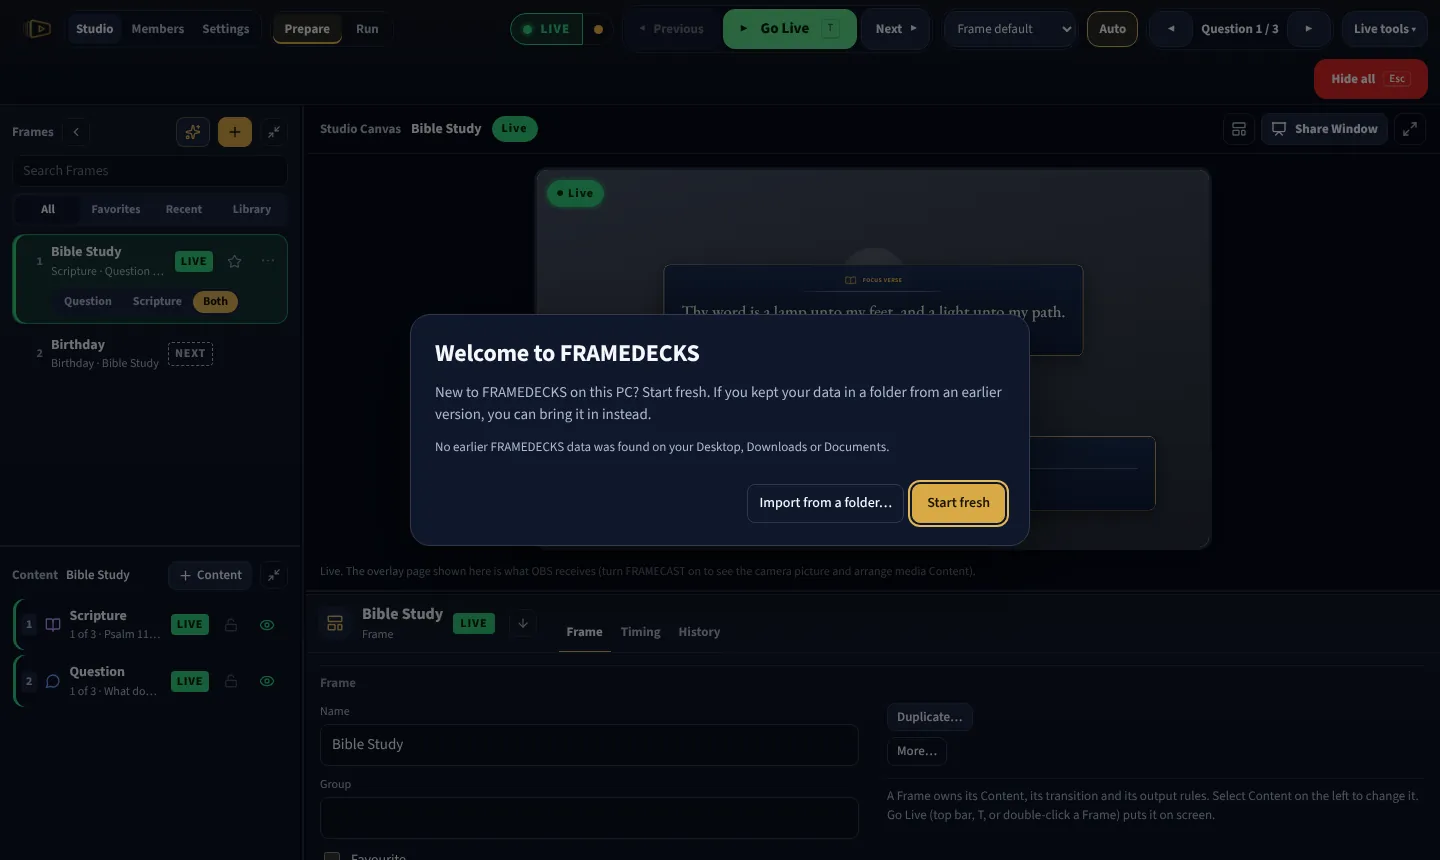 Studio Members Settings Prepare Run LIVE Previous Go Live T Next Frame default Auto Question 1 / 3 Live tools
Hide all Esc
Frames
Studio Canvas Bible Study Live
Share Window
Search Frames
All Favorites Recent Library
Live
1 Bible Study
Scripture · Question ...
LIVE
Question Scripture Both
2 Birthday
Birthday · Bible Study
NEXT
FOCUS VERSE
Thy word is a lamp unto my feet, and a light unto my path.
Welcome to FRAMEDECKS
New to FRAMEDECKS on this PC? Start fresh. If you kept your data in a folder from an earlier
version, you can bring it in instead.
No earlier FRAMEDECKS data was found on your Desktop, Downloads or Documents.
Import from a folder... Start fresh
Live. The overlay page shown here is what OBS receives (turn FRAMECAST on to see the camera picture and arrange media Content).
Content Bible Study + Content
1 Scripture
1 of 3 · Psalm 11...
LIVE
2 Question
1 of 3 · What do...
LIVE
Bible Study
Frame
LIVE
Frame Timing History
Frame
Name
Bible Study
Group
Favourite
Duplicate...
More...
A Frame owns its Content, its transition and its output rules. Select Content on the left to change it.
Go Live (top bar, T, or double-click a Frame) puts it on screen.